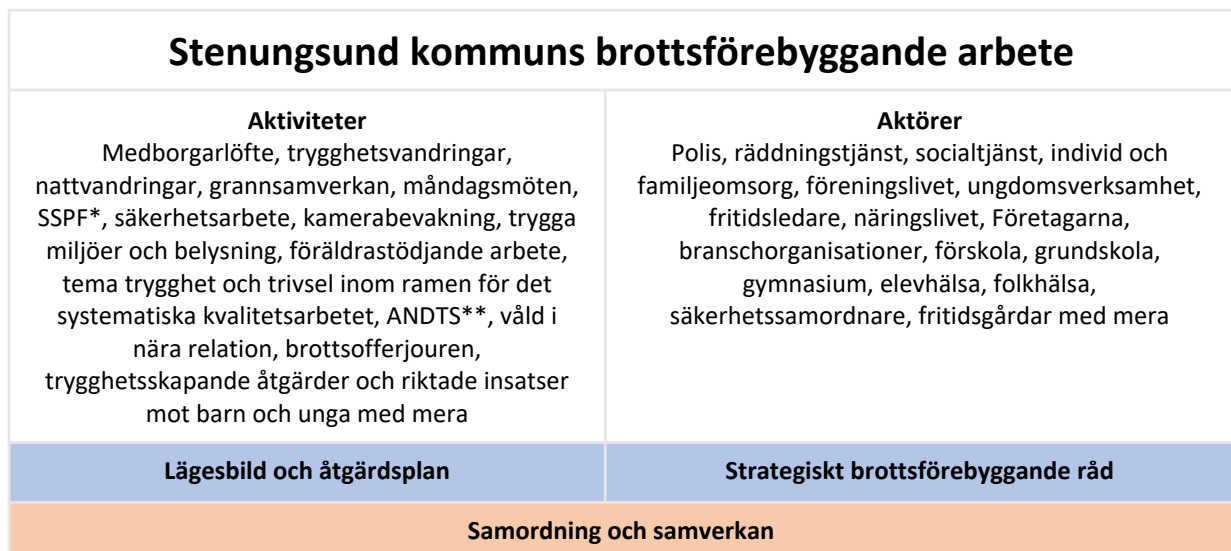 Stenungsund kommuns brottsförebyggande arbete
Aktiviteter
Medborgarlöfte, trygghetsvandringar,
nattvandringar, grannsamverkan, måndagsmöten,
SSPF*, säkerhetsarbete, kamerabevakning, trygga
miljöer och belysning, föräldrastödjande arbete,
tema trygghet och trivsel inom ramen för det
systematiska kvalitetsarbetet, ANDTS**, våld i
nära relation, brottsofferjouren,
trygghetsskapande åtgärder och riktade insatser
mot barn och unga med mera
Aktörer
Polis, räddningstjänst, socialtjänst, individ och
familjeomsorg, föreningslivet, ungdomsverksamhet,
fritidsledare, näringslivet, Företagarna,
branschorganisationer, förskola, grundskola,
gymnasium, elevhälsa, folkhälsa,
säkerhetssamordnare, fritidsgårdar med mera
Lägesbild och åtgärdsplan
Strategiskt brottsförebyggande råd
Samordning och samverkan